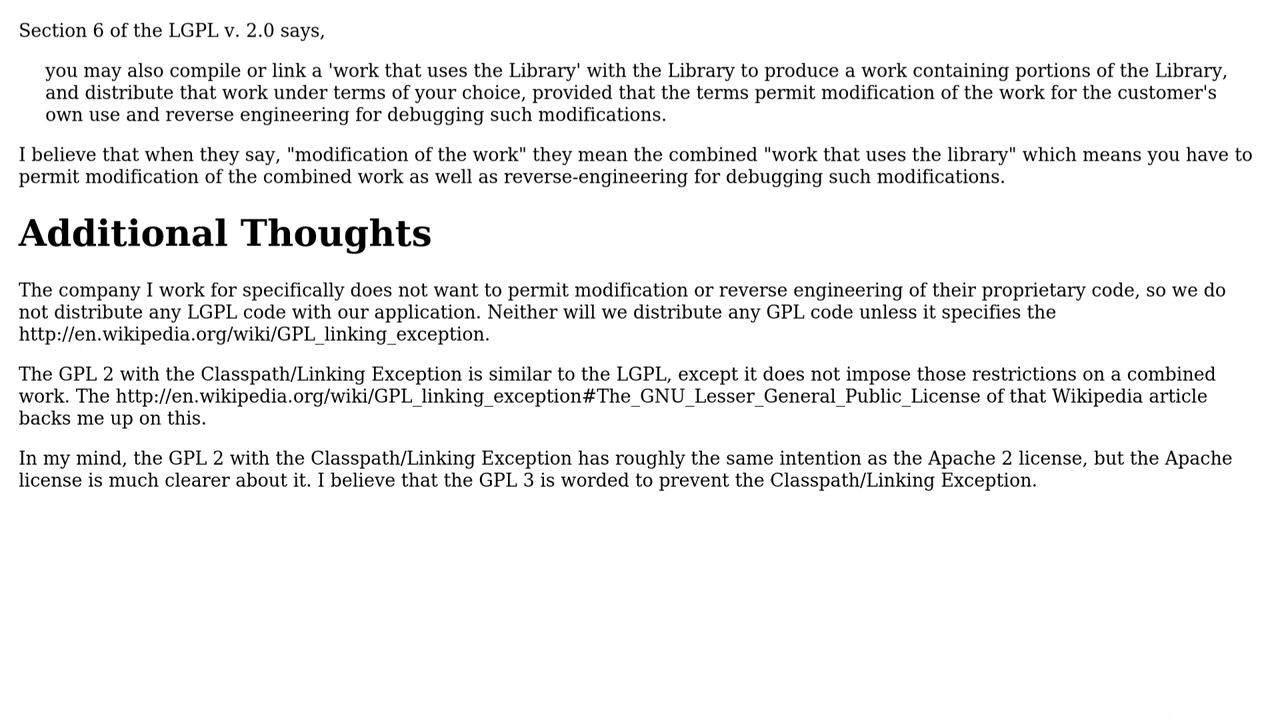 Section 6 of the LGPL v. 2.0 says,
you may also compile or link a 'work that uses the Library' with the Library to produce a work containing portions of the Library,
and distribute that work under terms of your choice, provided that the terms permit modification of the work for the customer's
own use and reverse engineering for debugging such modifications.
I believe that when they say, "modification of the work" they mean the combined "work that uses the library" which means you have to
permit modification of the combined work as well as reverse-engineering for debugging such modifications.
Additional Thoughts
The company I work for specifically does not want to permit modification or reverse engineering of their proprietary code, so we do
not distribute any LGPL code with our application. Neither will we distribute any GPL code unless it specifies the
http://en.wikipedia.org/wiki/GPL_linking_exception.
The GPL 2 with the Classpath/Linking Exception is similar to the LGPL, except it does not impose those restrictions on a combined
work. The http://en.wikipedia.org/wiki/GPL_linking_exception#The_GNU_Lesser_General_Public_License of that Wikipedia article
backs me up on this.
In my mind, the GPL 2 with the Classpath/Linking Exception has roughly the same intention as the Apache 2 license, but the Apache
license is much clearer about it. I believe that the GPL 3 is worded to prevent the Classpath/Linking Exception.